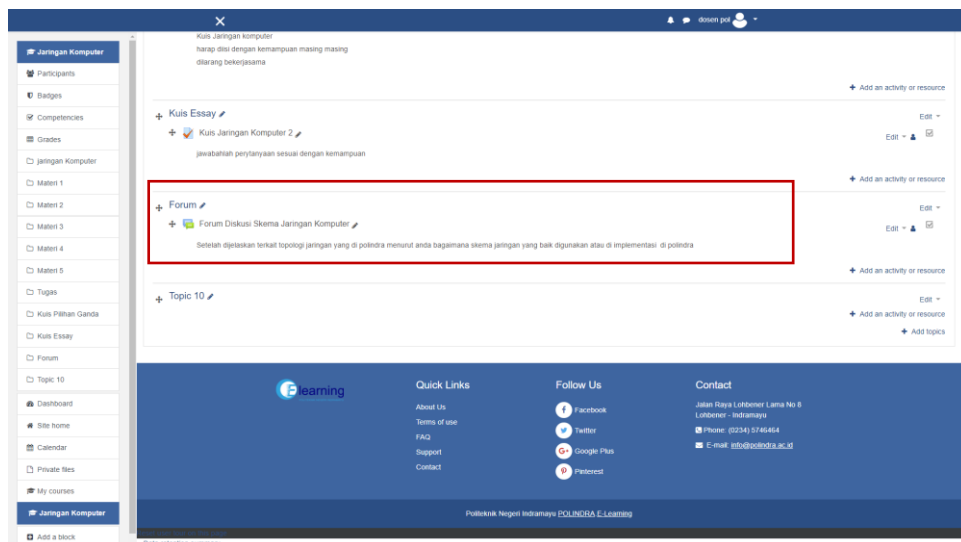 dosen pol
Jaringan Komputer
Participants
Badges
Competencies
Grades
jaringan Komputer
Materi 1
Materi 2
Materi 3
Materi 4
Materi 5
Tugas
Kuis Pilihan Ganda
Kuis Essay
Forum
Topic 10
Dashboard
Site home
Calendar
Private files
My courses
Jaringan Komputer
Add a block
Kuis Jaringan komputer
harap diisi dengan kemampuan masing masing
dilarang bekerjasama
Add an activity or resource
Kuis Essay
Edit
Kuis Jaringan Komputer 2
Edit
jawabahlah perytanyaan sesuai dengan kemampuan
Add an activity or resource
Forum
Edit
Forum Diskusi Skema Jaringan Komputer
Edit
Setelah dijelaskan terkait topologi jaringan yang di polindra menurut anda bagaimana skema jaringan yang baik digunakan atau di implementasi di polindra
Add an activity or resource
Topic 10
Edit
Add an activity or resource
Add topics
Elearning
Quick Links
About Us
Terms of use
FAQ
Support
Contact
Follow Us
Facebook
Twitter
Google Plus
Pinterest
Contact
Jalan Raya Lohbener Lama No 8
Lohbener - Indramayu
Phone: (0234) 5746464
E-mail: info@polindra.ac.id
Politeknik Negeri Indramayu POLINDRA E-Learning